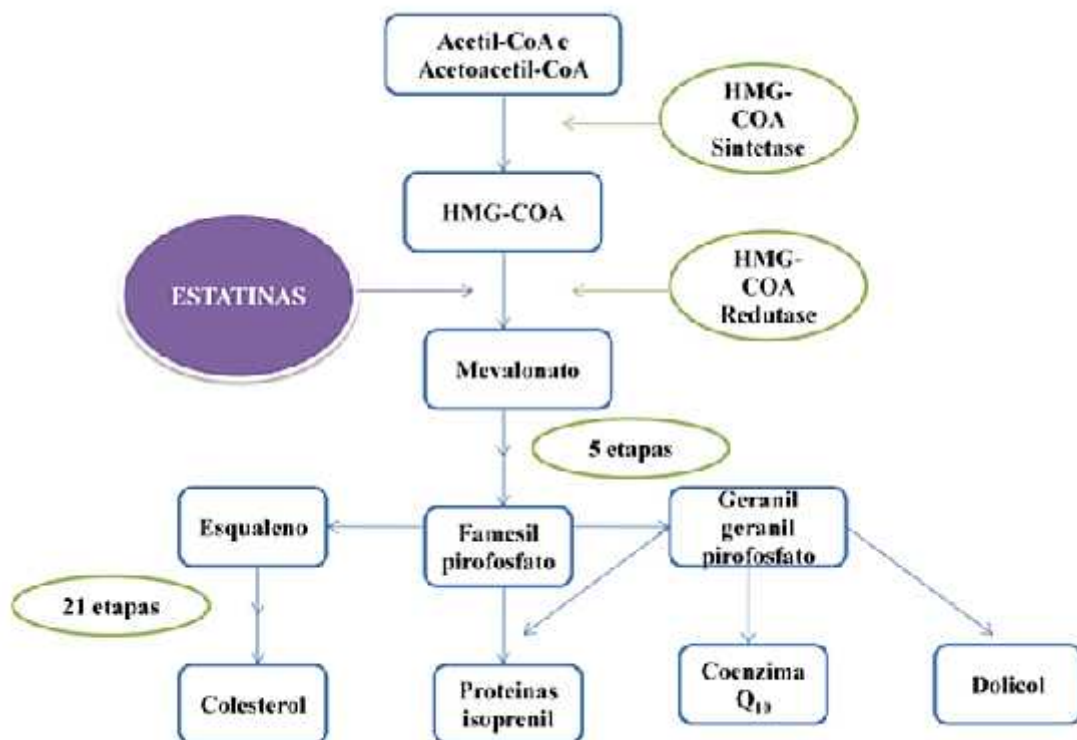 Acetil-CoA e
Acetoacetil-CoA
HMG-
COA
Sintetase
HMG-COA
ESTATINAS
HMG-
COA
Redutase
Mevalonato
5 etapas
Esqualeno
Famesil
pirofosfato
Geranil
geranil
pirofosfato
21 etapas
Colesterol
Proteinas
isoprenil
Coenzima
Q₁₀
Dolicol